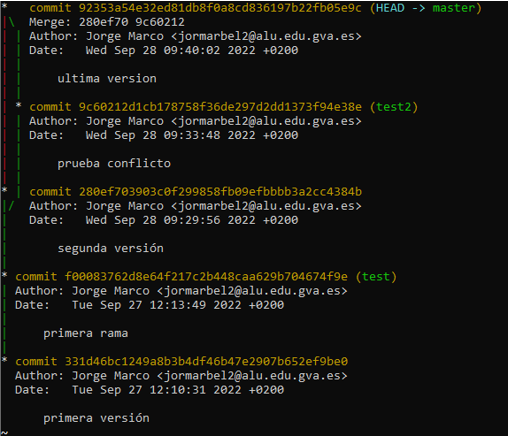 *   commit 92353a54e32ed81db8f0a8cd836197b22fb05e9c (HEAD -> master)
|\  Merge: 280ef70 9c60212
| | Author: Jorge Marco <jormarbel2@alu.edu.gva.es>
| | Date:   Wed Sep 28 09:40:02 2022 +0200
| |
| |     ultima version
| |
| * commit 9c60212d1cb178758f36de297d2dd1373f94e38e (test2)
| | Author: Jorge Marco <jormarbel2@alu.edu.gva.es>
| | Date:   Wed Sep 28 09:33:48 2022 +0200
| |
| |     prueba conflicto
| |
* | commit 280ef703903c0f299858fb09efbbbb3a2cc4384b
|/  Author: Jorge Marco <jormarbel2@alu.edu.gva.es>
|   Date:   Wed Sep 28 09:29:56 2022 +0200
|
|       segunda versión
|
* commit f00083762d8e64f217c2b448caa629b704674f9e (test)
| Author: Jorge Marco <jormarbel2@alu.edu.gva.es>
| Date:   Tue Sep 27 12:13:49 2022 +0200
|
|     primera rama
|
* commit 331d46bc1249a8b3b4df46b47e2907b652ef9be0
  Author: Jorge Marco <jormarbel2@alu.edu.gva.es>
  Date:   Tue Sep 27 12:10:31 2022 +0200

      primera versión
~